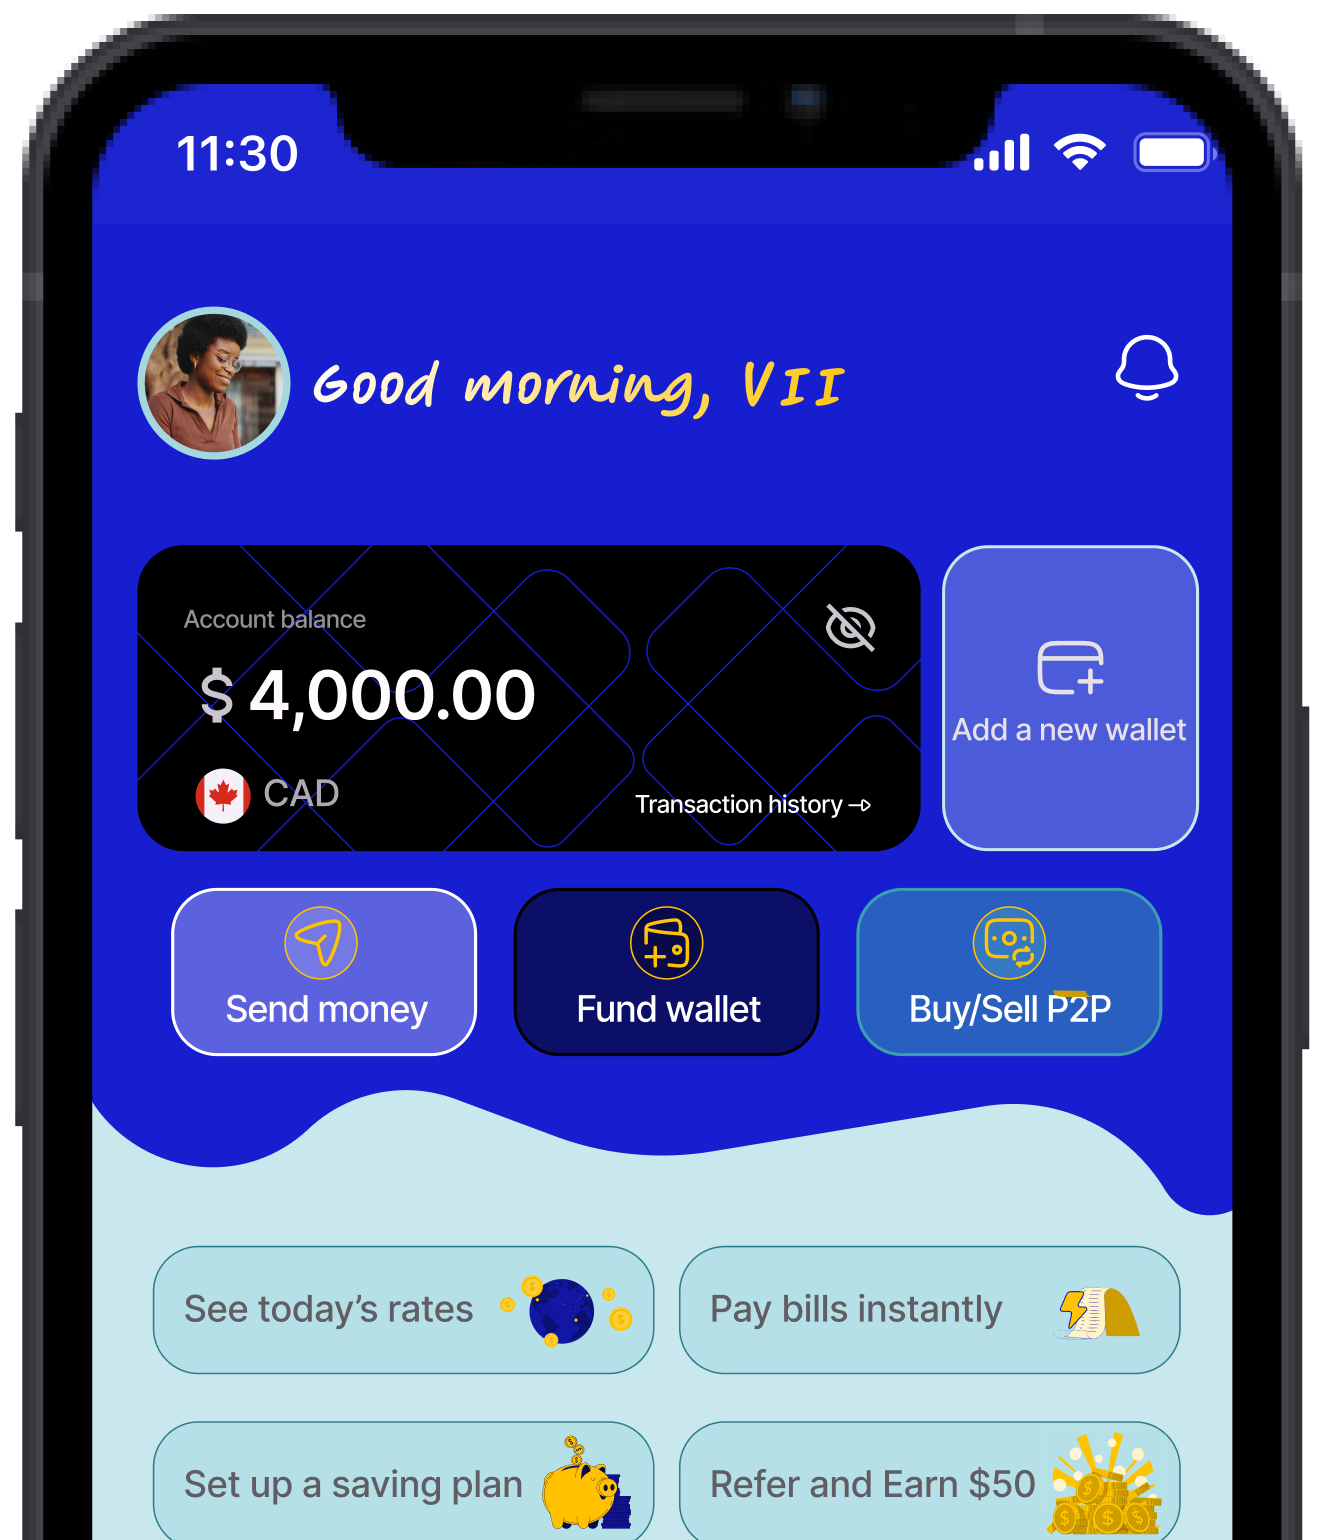 11:30
Good morning, VII
Account balance
$ 4,000.00
CAD
Transaction history
Add a new wallet
Send money
Fund wallet
Buy/Sell P2P
See today’s rates
Pay bills instantly
Set up a saving plan
Refer and Earn $50